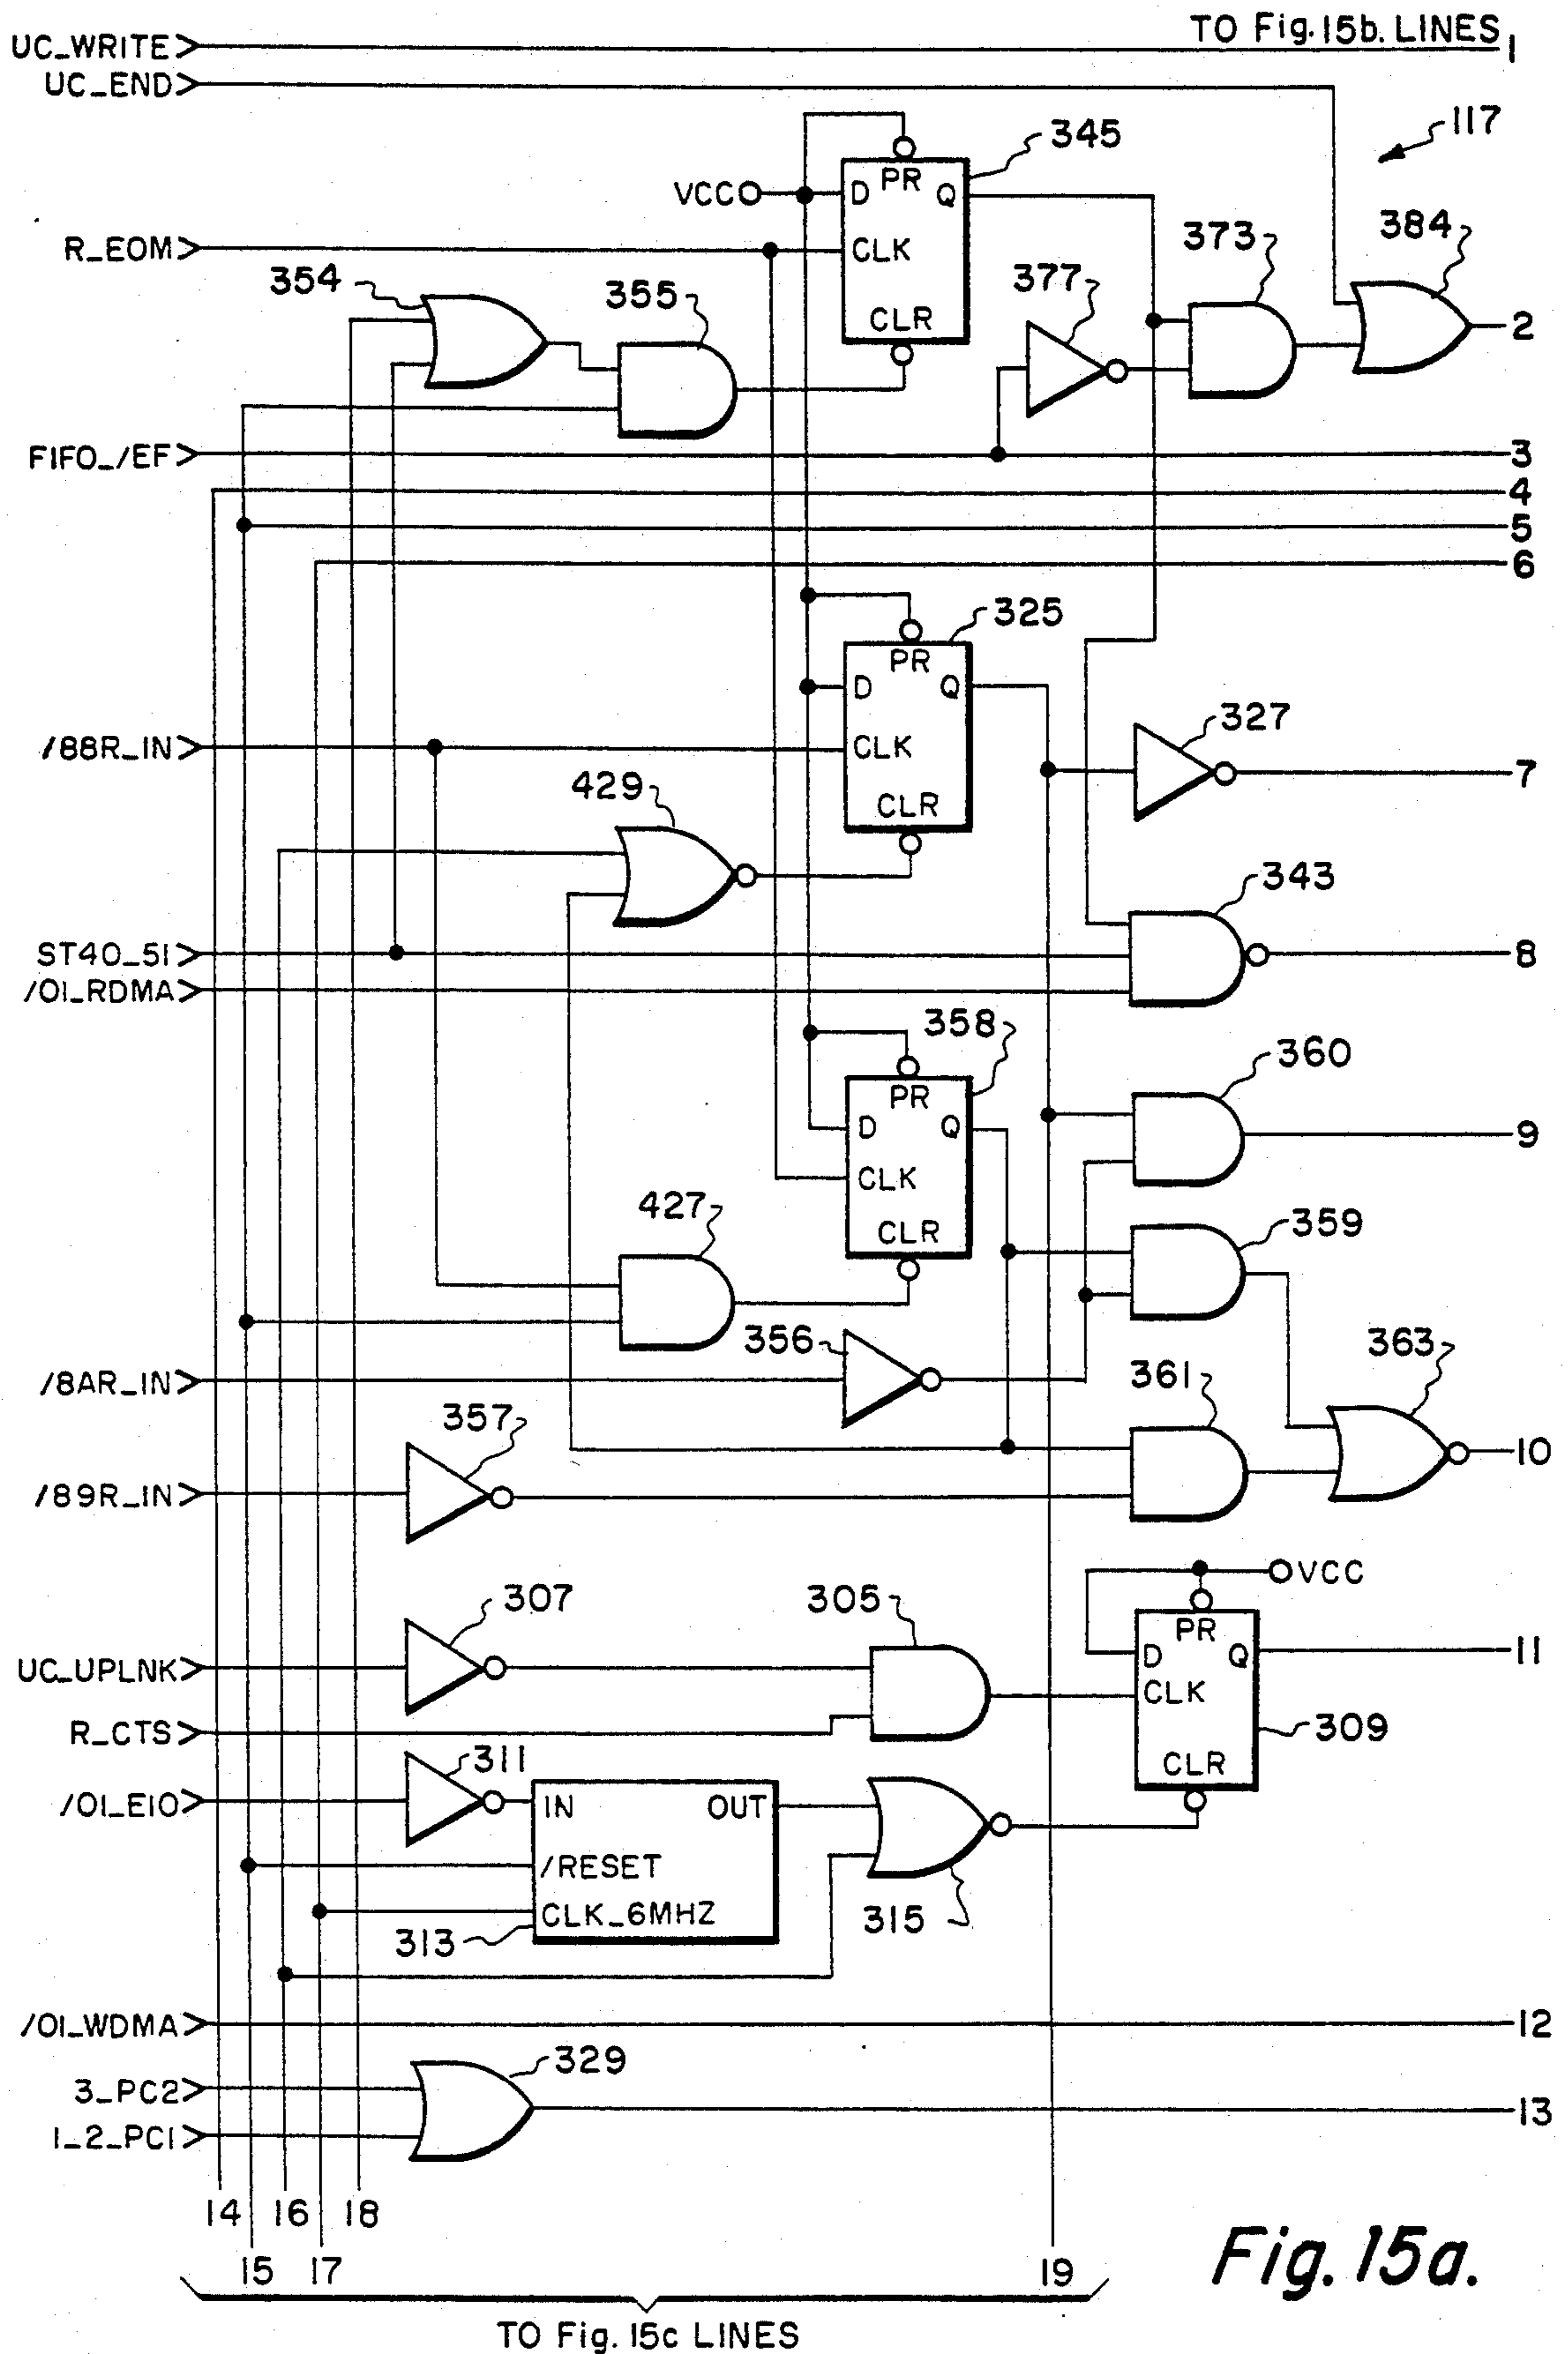 TO Fig. 15b. LINES
UC_WRITE
1
UC_END
117
345
PR
VCC
D
Q
373
384
R_EOM
CLK
354
377
355
CLR
2
FIFO_/EF
3
4
5
6
325
PR
D
Q
327
/88R_IN
CLK
7
429
CLR
343
ST40_51
8
/01_RDMA
358
360
PR
D
Q
9
CLK
427
359
CLR
356
363
/8AR_IN
361
357
10
/89R_IN
VCC
307
305
PR
UC_UPLNK
D
Q
11
CLK
R_CTS
309
311
CLR
/01_E10
IN
OUT
/RESET
CLK_6MHZ
313
315
/01_WDMA
12
329
3_PC2
13
1_2_PC1
14
16
18
15
17
19
Fig. 15a.
TO Fig. 15c LINES